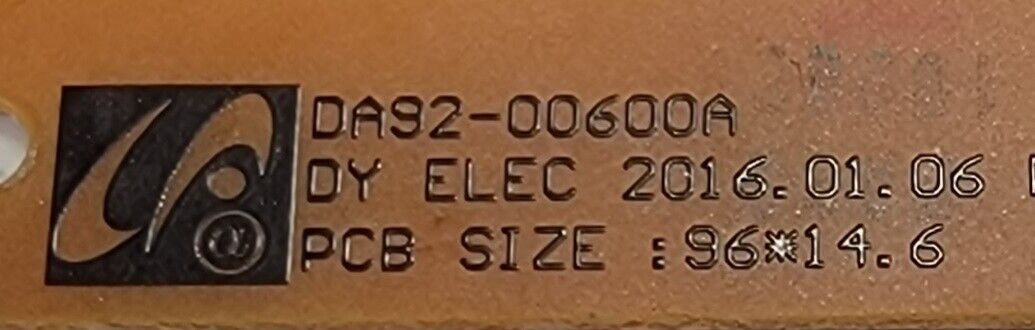 DA92-00600A
DY ELEC 2016.01.06
@
PCB SIZE :96*14.6